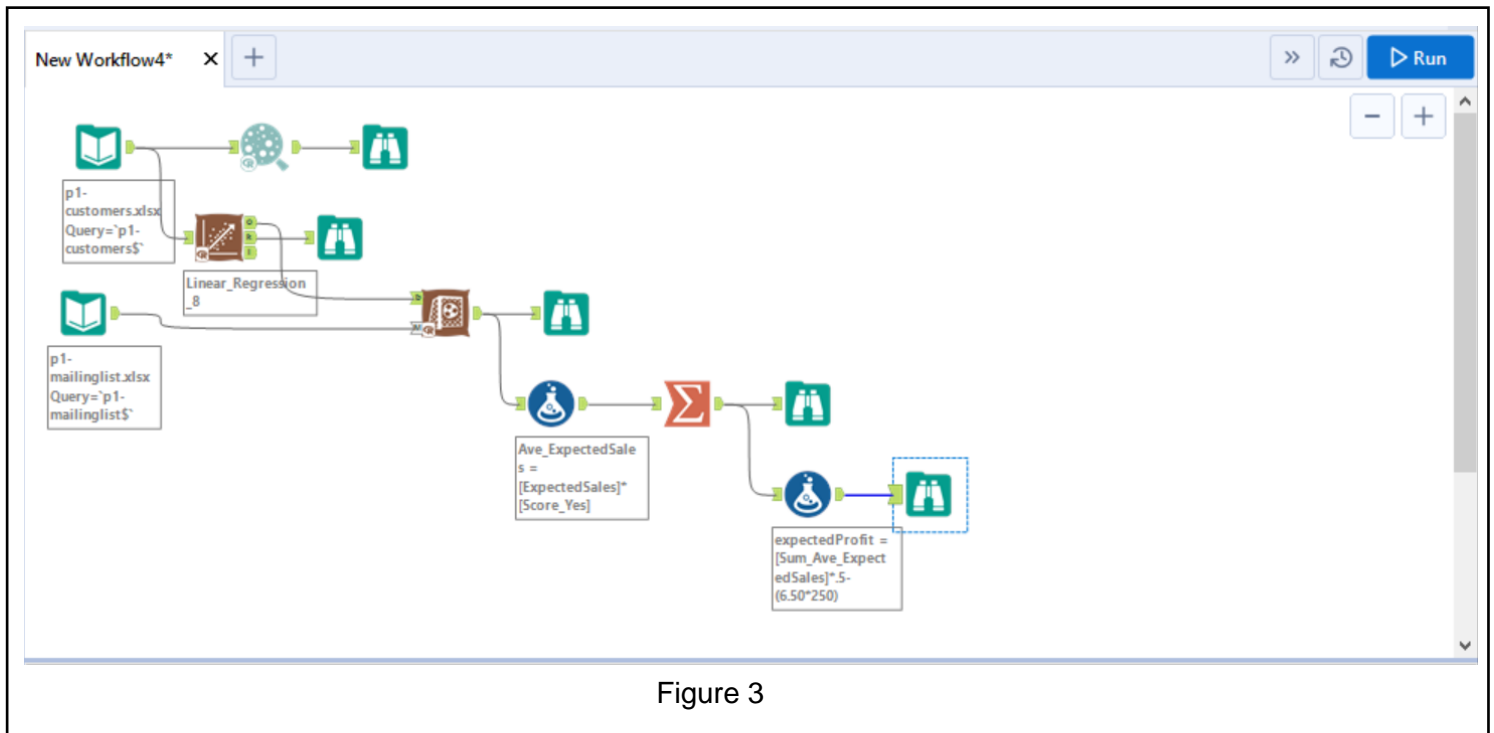 New Workflow4*
Run
p1-
customers.xlsx
Query=`p1-
customers$`
Linear_Regression
_8
p1-
mailinglist.xlsx
Query=`p1-
mailinglist$`
Ave_ExpectedSale
s =
[ExpectedSales]*
[Score_Yes]
expectedProfit =
[Sum_Ave_Expect
edSales]*.5-
(6.50*250)
Figure 3